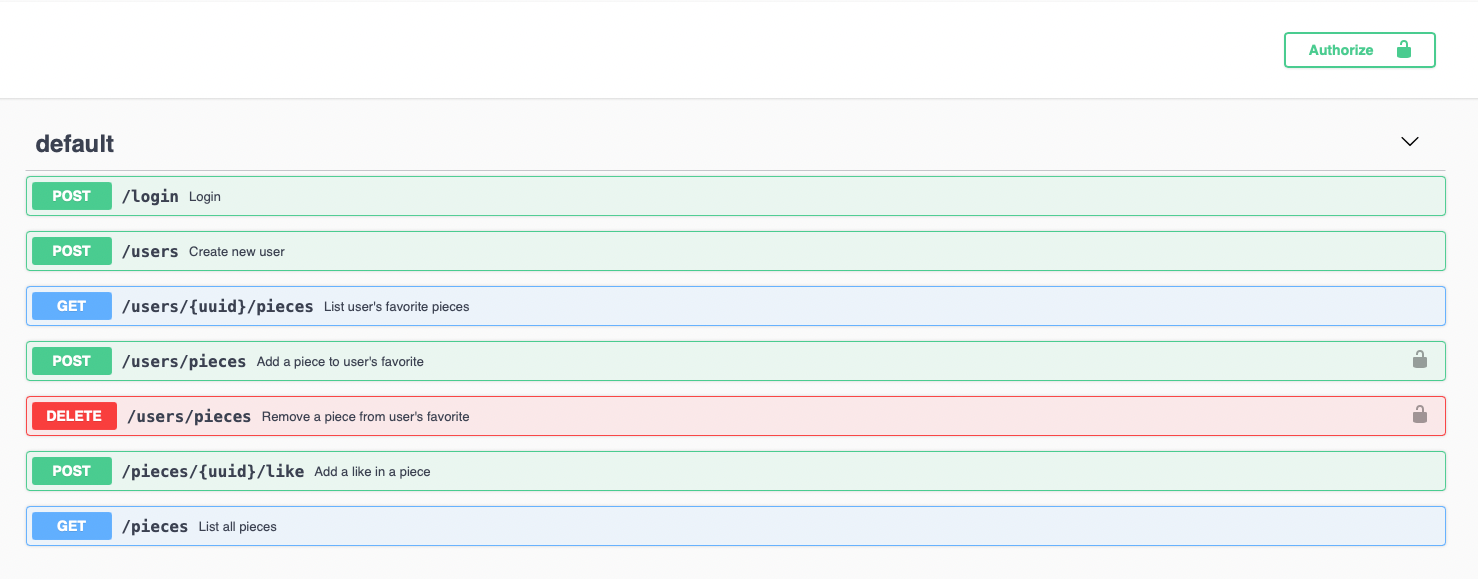 Authorize
default
POST /login Login
POST /users Create new user
GET /users/{uuid}/pieces List user's favorite pieces
POST /users/pieces Add a piece to user's favorite
DELETE /users/pieces Remove a piece from user's favorite
POST /pieces/{uuid}/like Add a like in a piece
GET /pieces List all pieces